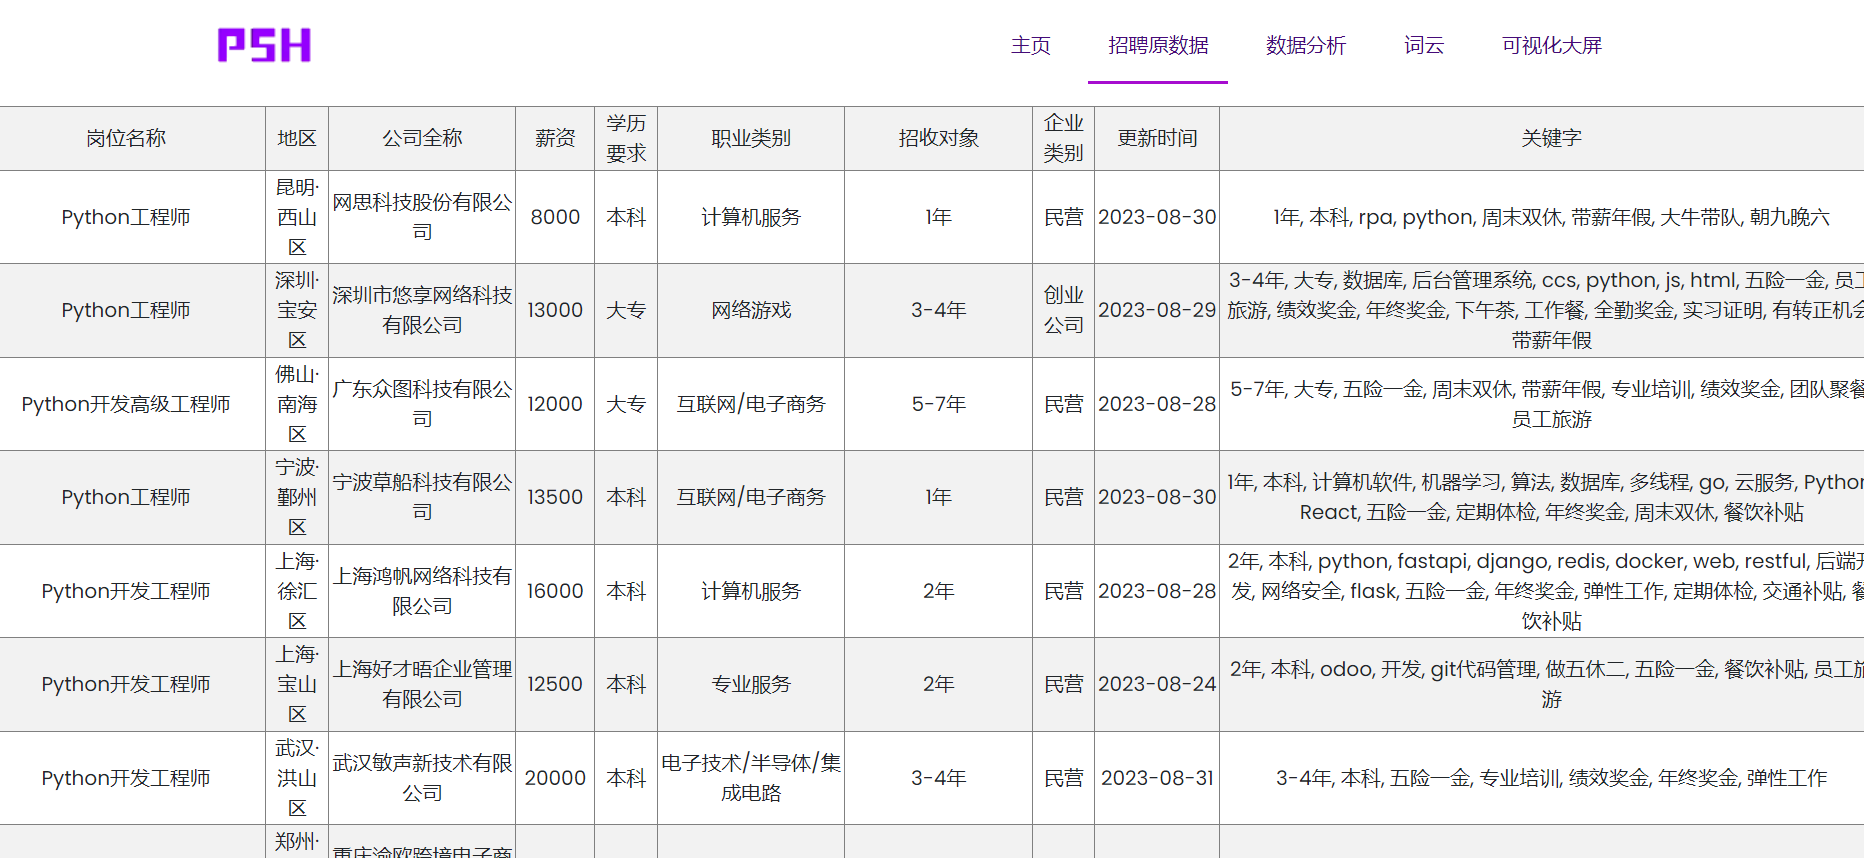 PSH
主页 招聘原数据 数据分析 词云 可视化大屏
岗位名称 地区 公司全称 薪资 学历要求 职业类别 招收对象 企业类别 更新时间 关键字
Python工程师 昆明·西山区 网思科技股份有限公司 8000 本科 计算机服务 1年 民营 2023-08-30 1年, 本科, rpa, python, 周末双休, 带薪年假, 大牛带队, 朝九晚六
Python工程师 深圳·宝安区 深圳市悠享网络科技有限公司 13000 大专 网络游戏 3-4年 创业公司 2023-08-29 3-4年, 大专, 数据库, 后台管理系统, ccs, python, js, html, 五险一金, 员工旅游, 绩效奖金, 年终奖金, 下午茶, 工作餐, 全勤奖金, 实习证明, 有转正机会 带薪年假
Python开发高级工程师 佛山·南海区 广东众图科技有限公司 12000 大专 互联网/电子商务 5-7年 民营 2023-08-28 5-7年, 大专, 五险一金, 周末双休, 带薪年假, 专业培训, 绩效奖金, 团队聚餐 员工旅游
Python工程师 宁波·鄞州区 宁波草船科技有限公司 13500 本科 互联网/电子商务 1年 民营 2023-08-30 1年, 本科, 计算机软件, 机器学习, 算法, 数据库, 多线程, go, 云服务, Python React, 五险一金, 定期体检, 年终奖金, 周末双休, 餐饮补贴
Python开发工程师 上海·徐汇区 上海鸿帆网络科技有限公司 16000 本科 计算机服务 2年 民营 2023-08-28 2年, 本科, python, fastapi, django, redis, docker, web, restful, 后端开发, 网络安全, flask, 五险一金, 年终奖金, 弹性工作, 定期体检, 交通补贴, 餐饮补贴
Python开发工程师 上海·宝山区 上海好才晤企业管理有限公司 12500 本科 专业服务 2年 民营 2023-08-24 2年, 本科, odoo, 开发, git代码管理, 做五休二, 五险一金, 餐饮补贴, 员工旅游
Python开发工程师 武汉·洪山区 武汉敏声新技术有限公司 20000 本科 电子技术/半导体/集成电路 3-4年 民营 2023-08-31 3-4年, 本科, 五险一金, 专业培训, 绩效奖金, 年终奖金, 弹性工作
郑州· 重庆渝欧跨境电子商